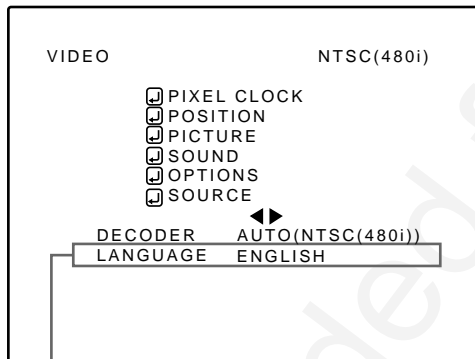 VIDEO NTSC(480i)
PIXEL CLOCK
POSITION
PICTURE
SOUND
OPTIONS
SOURCE
DECODER AUTO(NTSC(480i))
LANGUAGE ENGLISH